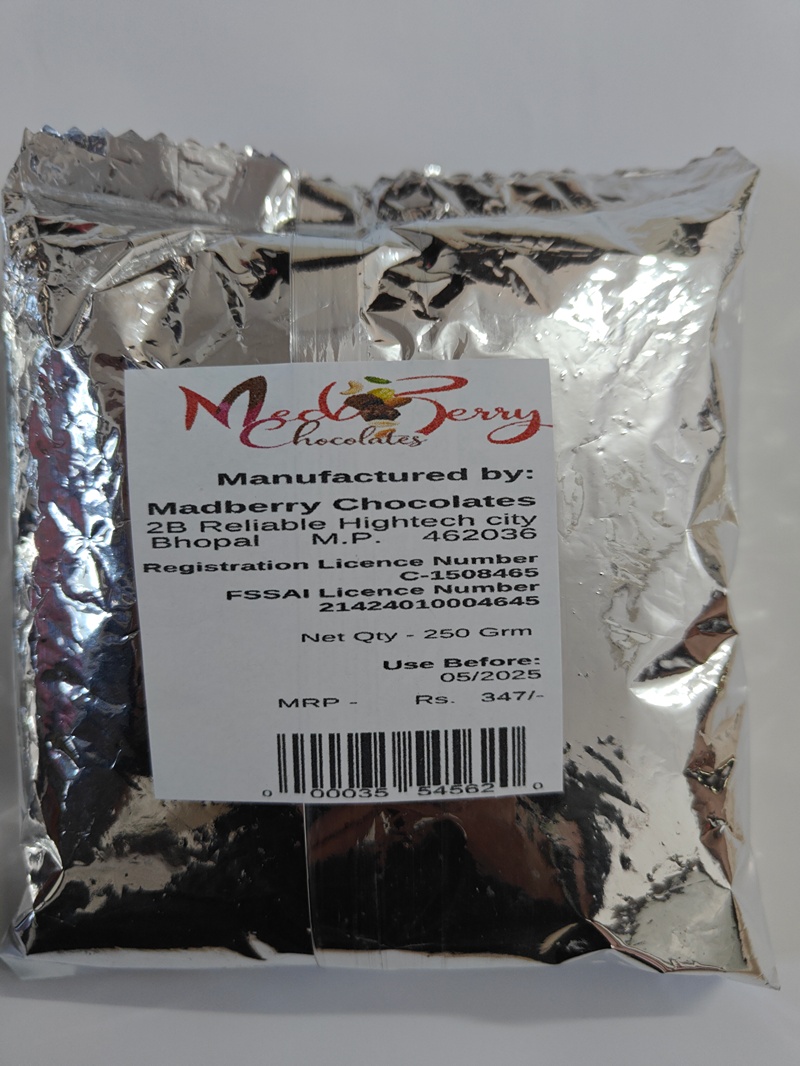 MadBerry
Chocolates
Manufactured by:
Madberry Chocolates
2B Reliable Hightech city
Bhopal M.P. 462036
Registration Licence Number
C-1508465
FSSAI Licence Number
21424010004645
Net Qty - 250 Grm
Use Before:
05/2025
MRP - Rs. 347/-
0 00035 54562 0